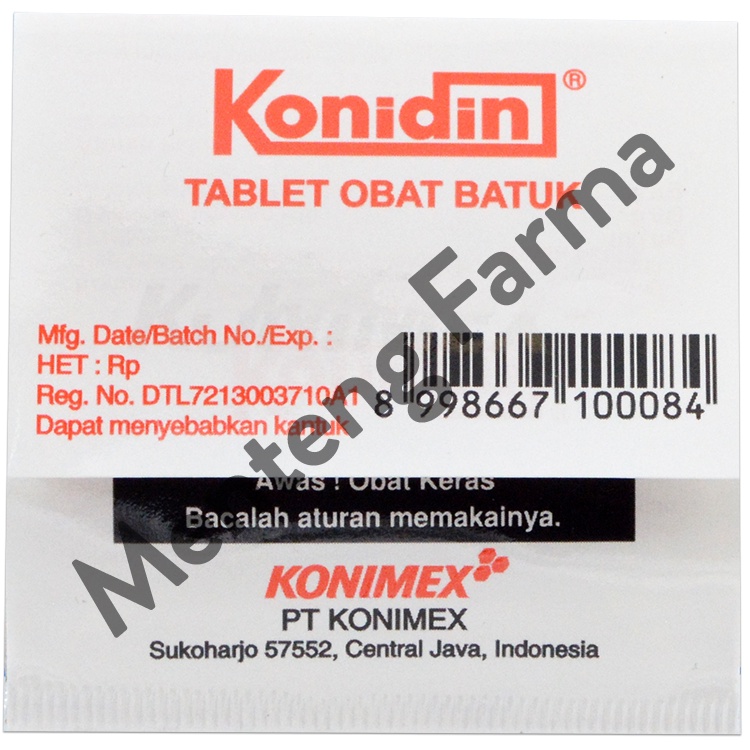 Konidin®
TABLET OBAT BATUK
Mfg. Date/Batch No./Exp. :
HET : Rp
Reg. No. DTL7213003710A1
Dapat menyebabkan kantuk
8 998667 100084
Awas ! Obat Keras
Bacalah aturan memakainya.
KONIMEX
PT KONIMEX
Sukoharjo 57552, Central Java, Indonesia
Menteng Farma